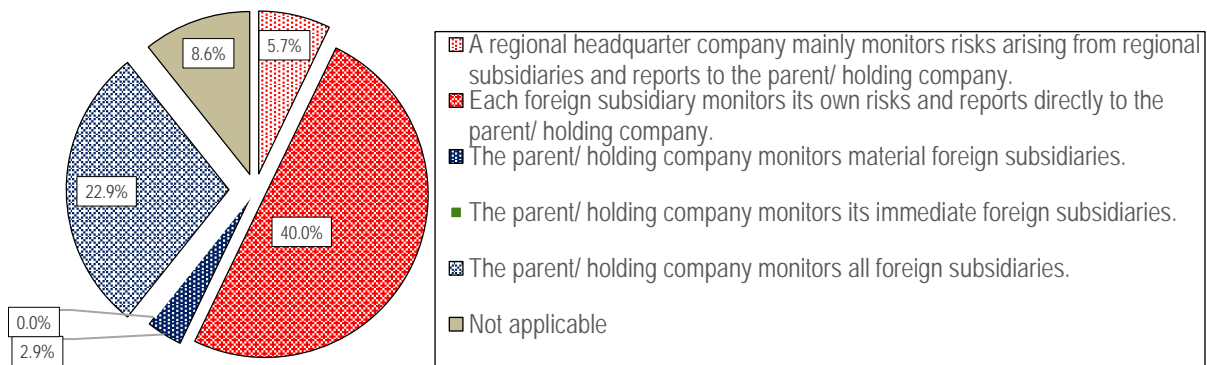 8.6%
5.7%
22.9%
40.0%
0.0%
2.9%
A regional headquarter company mainly monitors risks arising from regional
subsidiaries and reports to the parent/ holding company.
Each foreign subsidiary monitors its own risks and reports directly to the
parent/ holding company.
The parent/ holding company monitors material foreign subsidiaries.
The parent/ holding company monitors its immediate foreign subsidiaries.
The parent/ holding company monitors all foreign subsidiaries.
Not applicable